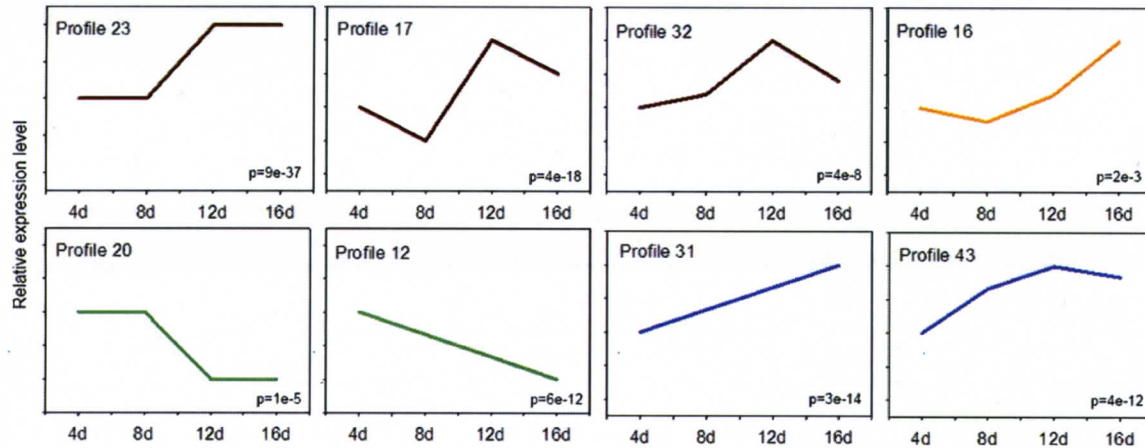 Relative expression level
Profile 23
p=9e-37
4d 8d 12d 16d
Profile 17
p=4e-18
4d 8d 12d 16d
Profile 32
p=4e-8
4d 8d 12d 16d
Profile 16
p=2e-3
4d 8d 12d 16d
Profile 20
p=1e-5
4d 8d 12d 16d
Profile 12
p=6e-12
4d 8d 12d 16d
Profile 31
p=3e-14
4d 8d 12d 16d
Profile 43
p=4e-12
4d 8d 12d 16d